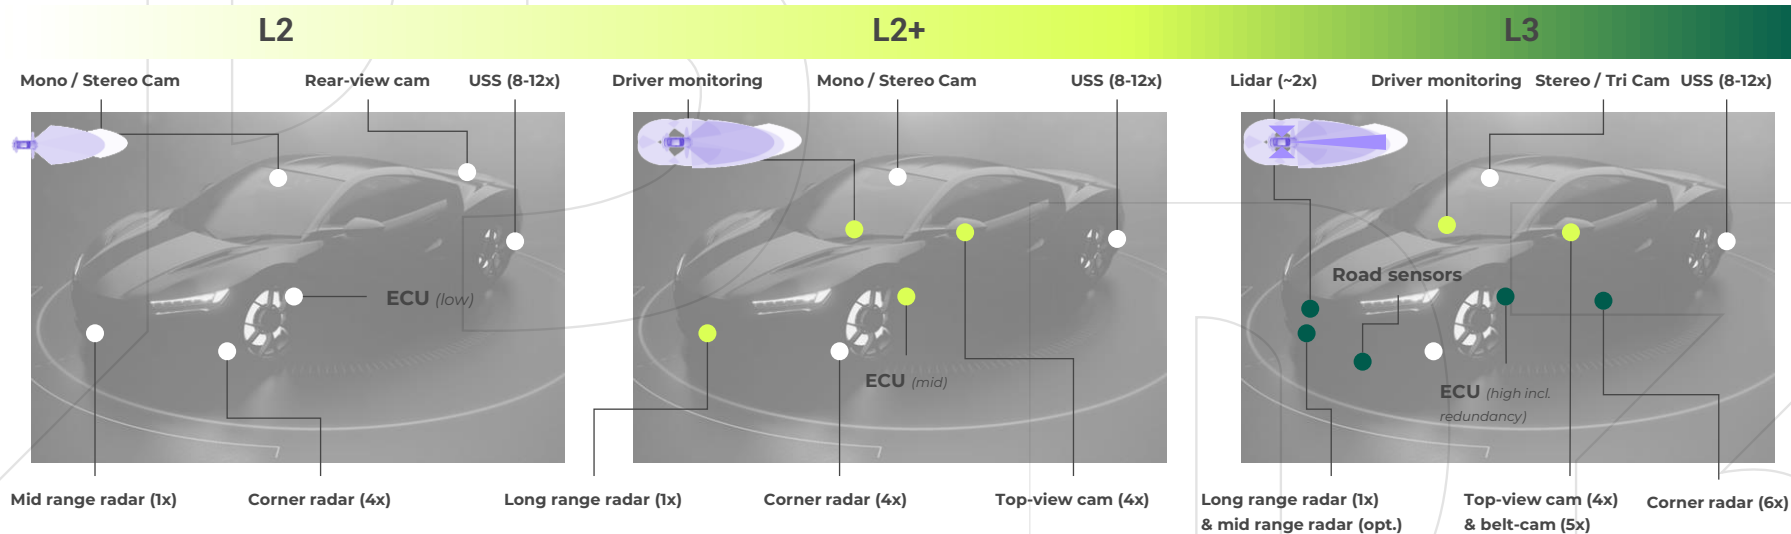 L2
L2+
L3
Mono / Stereo Cam
Rear-view cam
USS (8-12x)
Driver monitoring
Mono / Stereo Cam
USS (8-12x)
Lidar (~2x)
Driver monitoring
Stereo / Tri Cam
USS (8-12x)
ECU (low)
ECU (mid)
Road sensors
ECU (high incl.
redundancy)
Mid range radar (1x)
Corner radar (4x)
Long range radar (1x)
Corner radar (4x)
Top-view cam (4x)
Long range radar (1x)
& mid range radar (opt.)
Top-view cam (4x)
& belt-cam (5x)
Corner radar (6x)